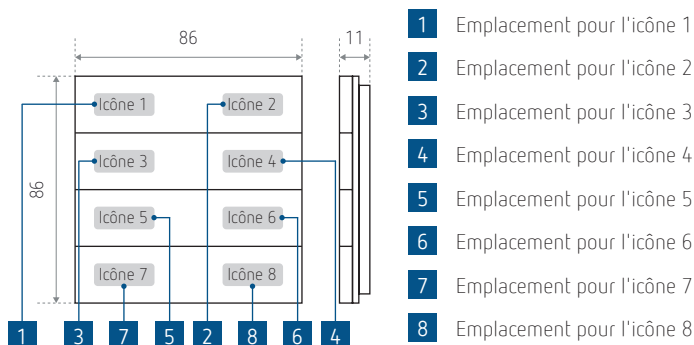 86
11
86
Icône 1
Icône 2
Icône 3
Icône 4
Icône 5
Icône 6
Icône 7
Icône 8
1 3 7 5 2 8 6 4
1 Emplacement pour l'icône 1
2 Emplacement pour l'icône 2
3 Emplacement pour l'icône 3
4 Emplacement pour l'icône 4
5 Emplacement pour l'icône 5
6 Emplacement pour l'icône 6
7 Emplacement pour l'icône 7
8 Emplacement pour l'icône 8